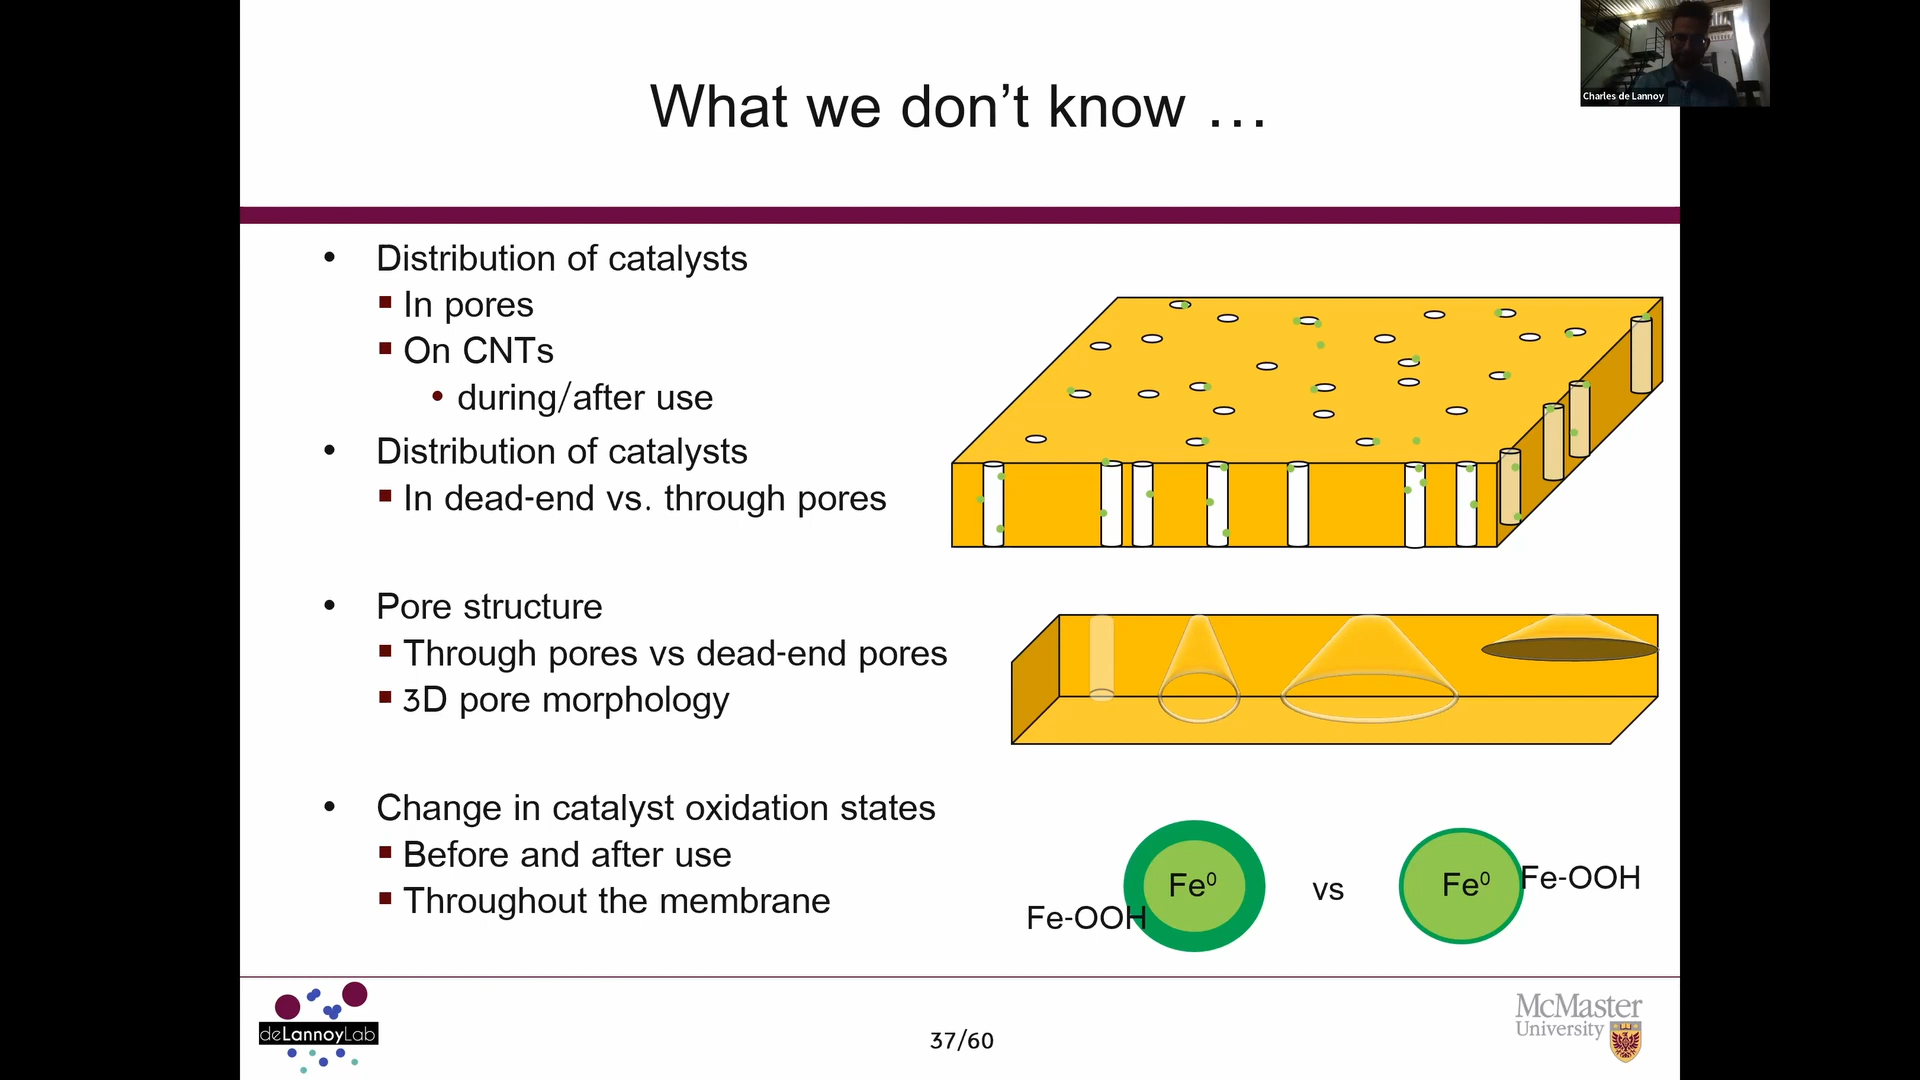 Charles de Lannoy
What we don’t know …
• Distribution of catalysts
▪ In pores
▪ On CNTs
• during/after use
• Distribution of catalysts
▪ In dead-end vs. through pores
• Pore structure
▪ Through pores vs dead-end pores
▪ 3D pore morphology
• Change in catalyst oxidation states
▪ Before and after use
▪ Throughout the membrane
Fe⁰
Fe-OOH
vs
Fe⁰
Fe-OOH
deLannoyLab
37/60
McMaster
University